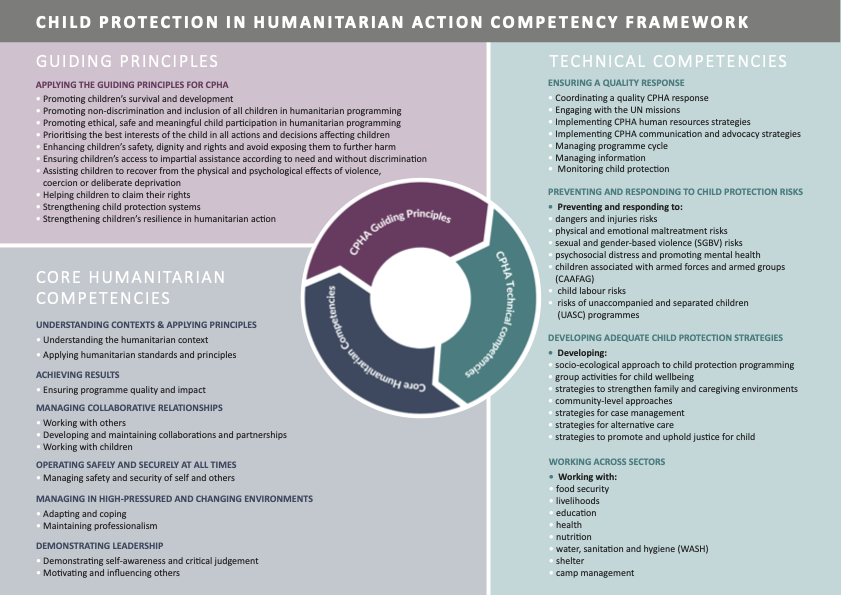 CHILD PROTECTION IN HUMANITARIAN ACTION COMPETENCY FRAMEWORK
GUIDING PRINCIPLES
APPLYING THE GUIDING PRINCIPLES FOR CPHA
• Promoting children's survival and development
• Promoting non-discrimination and inclusion of all children in humanitarian programming
• Promoting ethical, safe and meaningful child participation in humanitarian programming
• Prioritising the best interests of the child in all actions and decisions affecting children
• Enhancing children's safety, dignity and rights and avoid exposing them to further harm
• Ensuring children's access to impartial assistance according to need and without discrimination
• Assisting children to recover from the physical and psychological effects of violence,
coercion or deliberate deprivation
• Helping children to claim their rights
• Strengthening child protection systems
• Strengthening children's resilience in humanitarian action
CORE HUMANITARIAN
COMPETENCIES
UNDERSTANDING CONTEXTS & APPLYING PRINCIPLES
• Understanding the humanitarian context
• Applying humanitarian standards and principles
ACHIEVING RESULTS
• Ensuring programme quality and impact
MANAGING COLLABORATIVE RELATIONSHIPS
• Working with others
• Developing and maintaining collaborations and partnerships
• Working with children
OPERATING SAFELY AND SECURELY AT ALL TIMES
• Managing safety and security of self and others
MANAGING IN HIGH-PRESSURED AND CHANGING ENVIRONMENTS
• Adapting and coping
• Maintaining professionalism
DEMONSTRATING LEADERSHIP
• Demonstrating self-awareness and critical judgement
• Motivating and influencing others
CPHA Guiding Principles
CPHA Technical competencies
Core Humanitarian Competencies
TECHNICAL COMPETENCIES
ENSURING A QUALITY RESPONSE
• Coordinating a quality CPHA response
• Engaging with the UN missions
• Implementing CPHA human resources strategies
• Implementing CPHA communication and advocacy strategies
• Managing programme cycle
• Managing information
• Monitoring child protection
PREVENTING AND RESPONDING TO CHILD PROTECTION RISKS
• Preventing and responding to:
• dangers and injuries risks
• physical and emotional maltreatment risks
• sexual and gender-based violence (SGBV) risks
• psychosocial distress and promoting mental health
• children associated with armed forces and armed groups
(CAAFAG)
• child labour risks
• risks of unaccompanied and separated children
(UASC) programmes
DEVELOPING ADEQUATE CHILD PROTECTION STRATEGIES
• Developing:
• socio-ecological approach to child protection programming
• group activities for child wellbeing
• strategies to strengthen family and caregiving environments
• community-level approaches
• strategies for case management
• strategies for alternative care
• strategies to promote and uphold justice for child
WORKING ACROSS SECTORS
• Working with:
• food security
• livelihoods
• education
• health
• nutrition
• water, sanitation and hygiene (WASH)
• shelter
• camp management